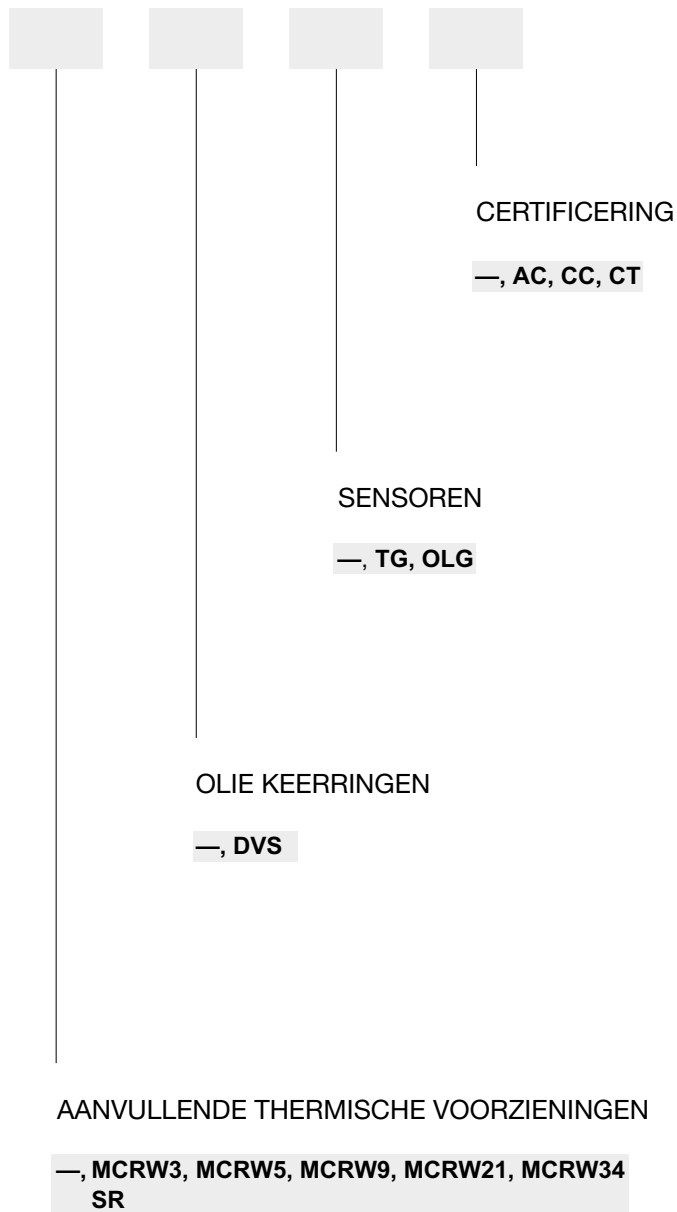 CERTIFICERING
—, AC, CC, CT
SENSOREN
—, TG, OLG
OLIE KEERRINGEN
—, DVS
AANVULLENDE THERMISCHE VOORZIENINGEN
—, MCRW3, MCRW5, MCRW9, MCRW21, MCRW34
SR